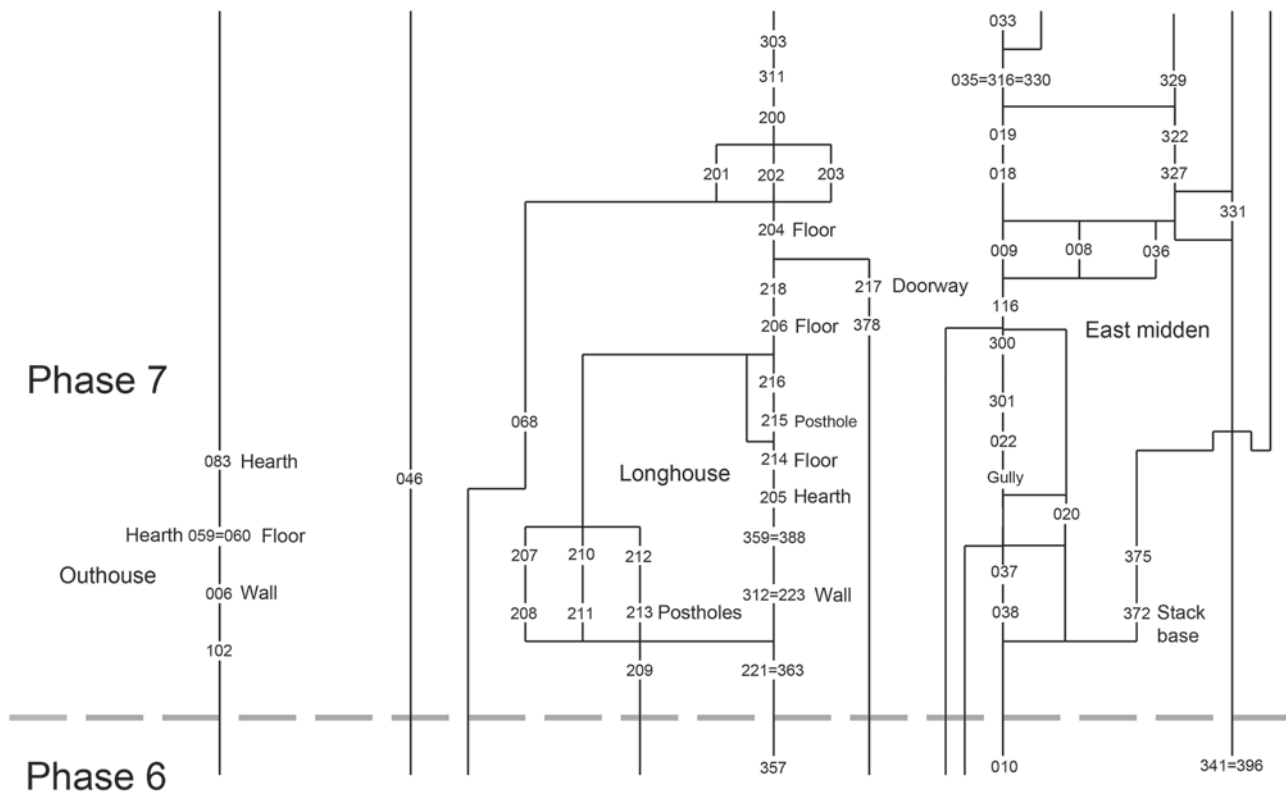 033
303
311
035=316=330
329
200
019
322
201
202
203
018
327
331
204 Floor
009
008
036
218
217 Doorway
116
206 Floor
378
East midden
300
Phase 7
216
301
068
215 Posthole
022
083 Hearth
214 Floor
Longhouse
046
Gully
205 Hearth
020
Hearth 059=060 Floor
359=388
207
210
212
375
Outhouse
037
006 Wall
312=223 Wall
208
211
213 Postholes
038
372 Stack
base
102
209
221=363
Phase 6
357
010
341=396